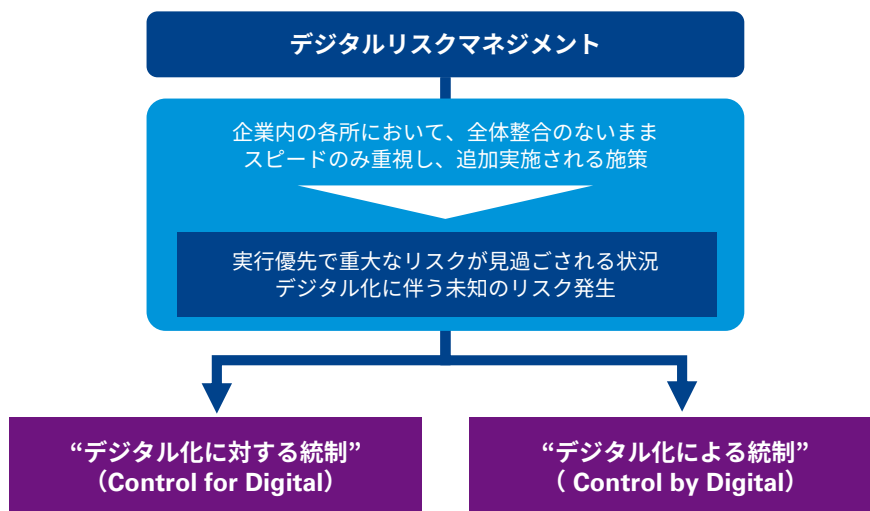 デジタルリスクマネジメント
企業内の各所において、全体整合のないまま
スピードのみ重視し、追加実施される施策
実行優先で重大なリスクが見過ごされる状況
デジタル化に伴う未知のリスク発生
“デジタル化に対する統制”
（Control for Digital）
“デジタル化による統制”
（ Control by Digital）